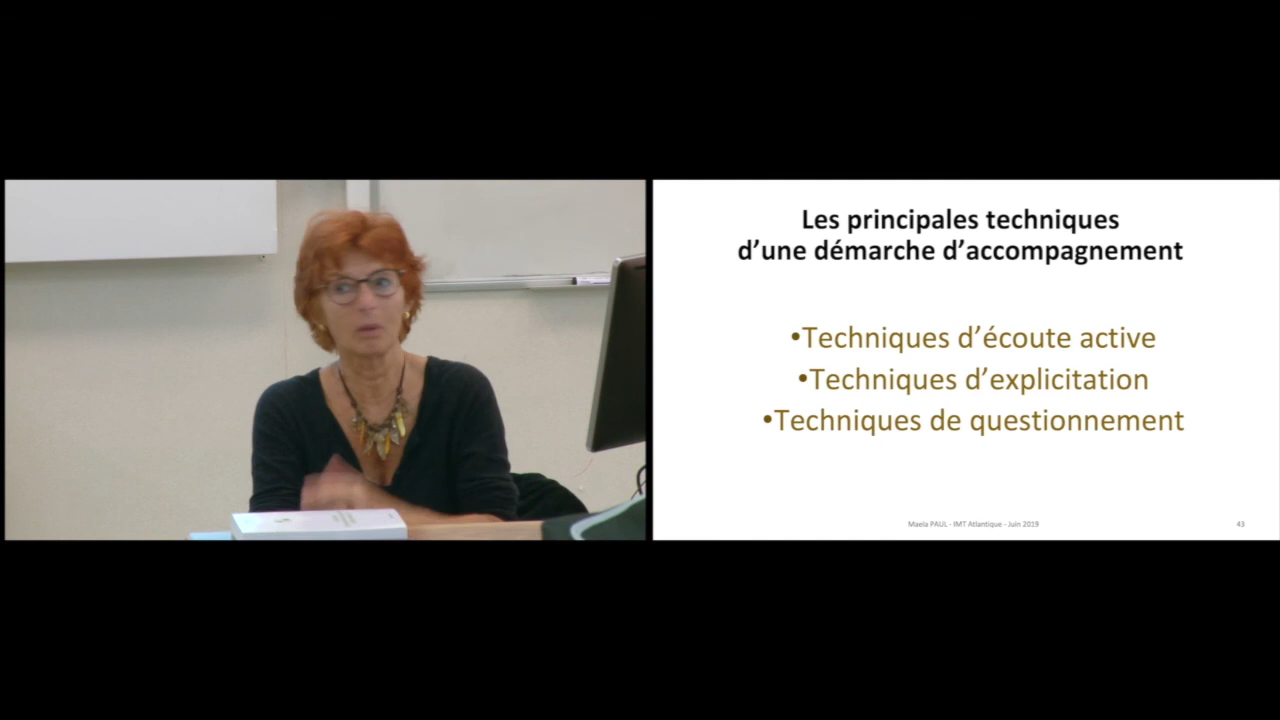 Les principales techniques
d’une démarche d’accompagnement
•Techniques d’écoute active
•Techniques d’explicitation
•Techniques de questionnement
Maela PAUL - IMT Atlantique - Juin 2019
43